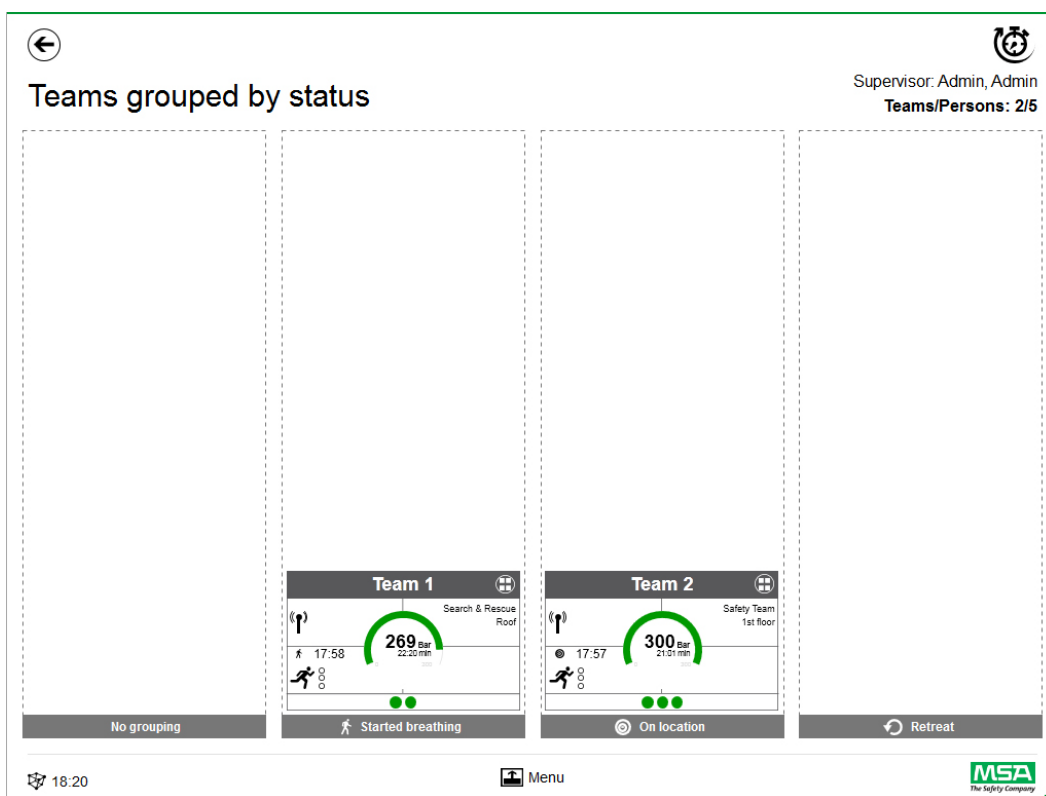 Supervisor: Admin, Admin
Teams grouped by status
Teams/Persons: 2/5
Team 1
Search & Rescue
Roof
269 Bar
22:20 min
17:58
Team 2
Safety Team
1st floor
300 Bar
21:01 min
17:57
No grouping
Started breathing
On location
Retreat
18:20
Menu
MSA
The Safety Company